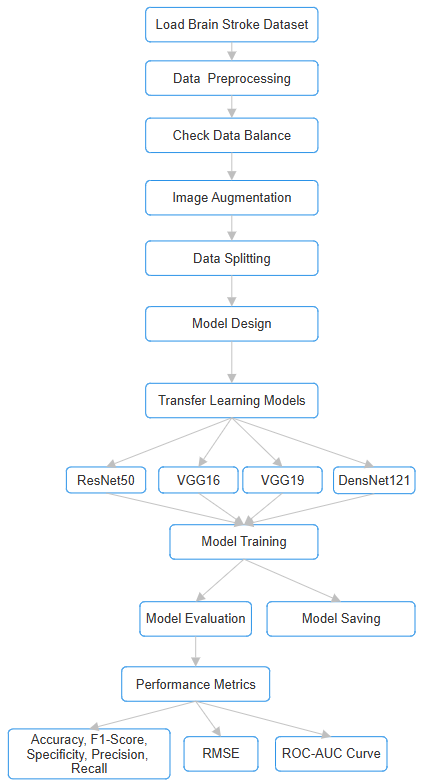 Load Brain Stroke Dataset
Data Preprocessing
Check Data Balance
Image Augmentation
Data Splitting
Model Design
Transfer Learning Models
ResNet50
VGG16
VGG19
DensNet121
Model Training
Model Evaluation
Model Saving
Performance Metrics
Accuracy, F1-Score,
Specificity, Precision,
Recall
RMSE
ROC-AUC Curve